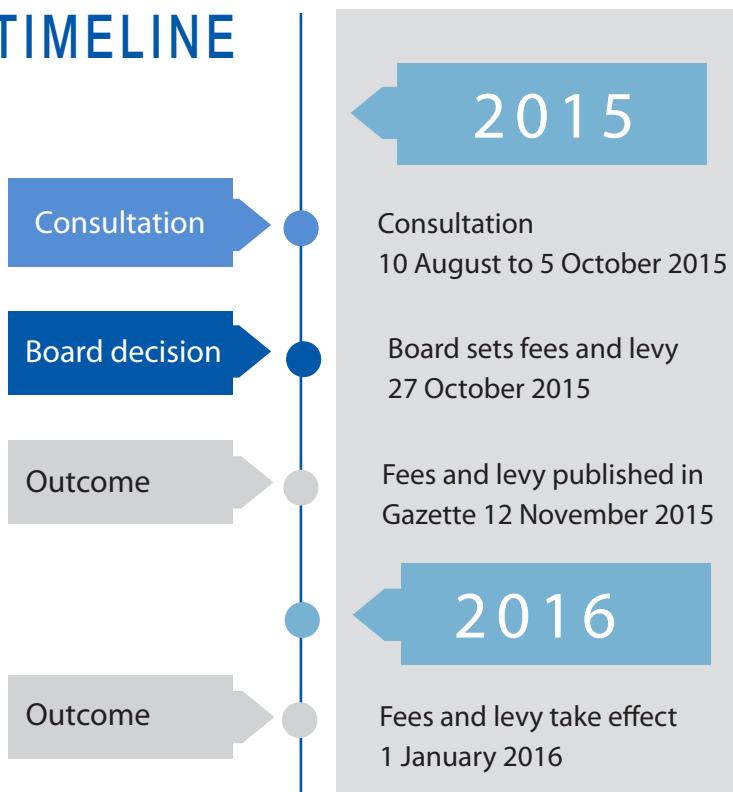 TIMELINE
2015
Consultation
Consultation
10 August to 5 October 2015
Board decision
Board sets fees and levy
27 October 2015
Outcome
Fees and levy published in
Gazette 12 November 2015
2016
Outcome
Fees and levy take effect
1 January 2016